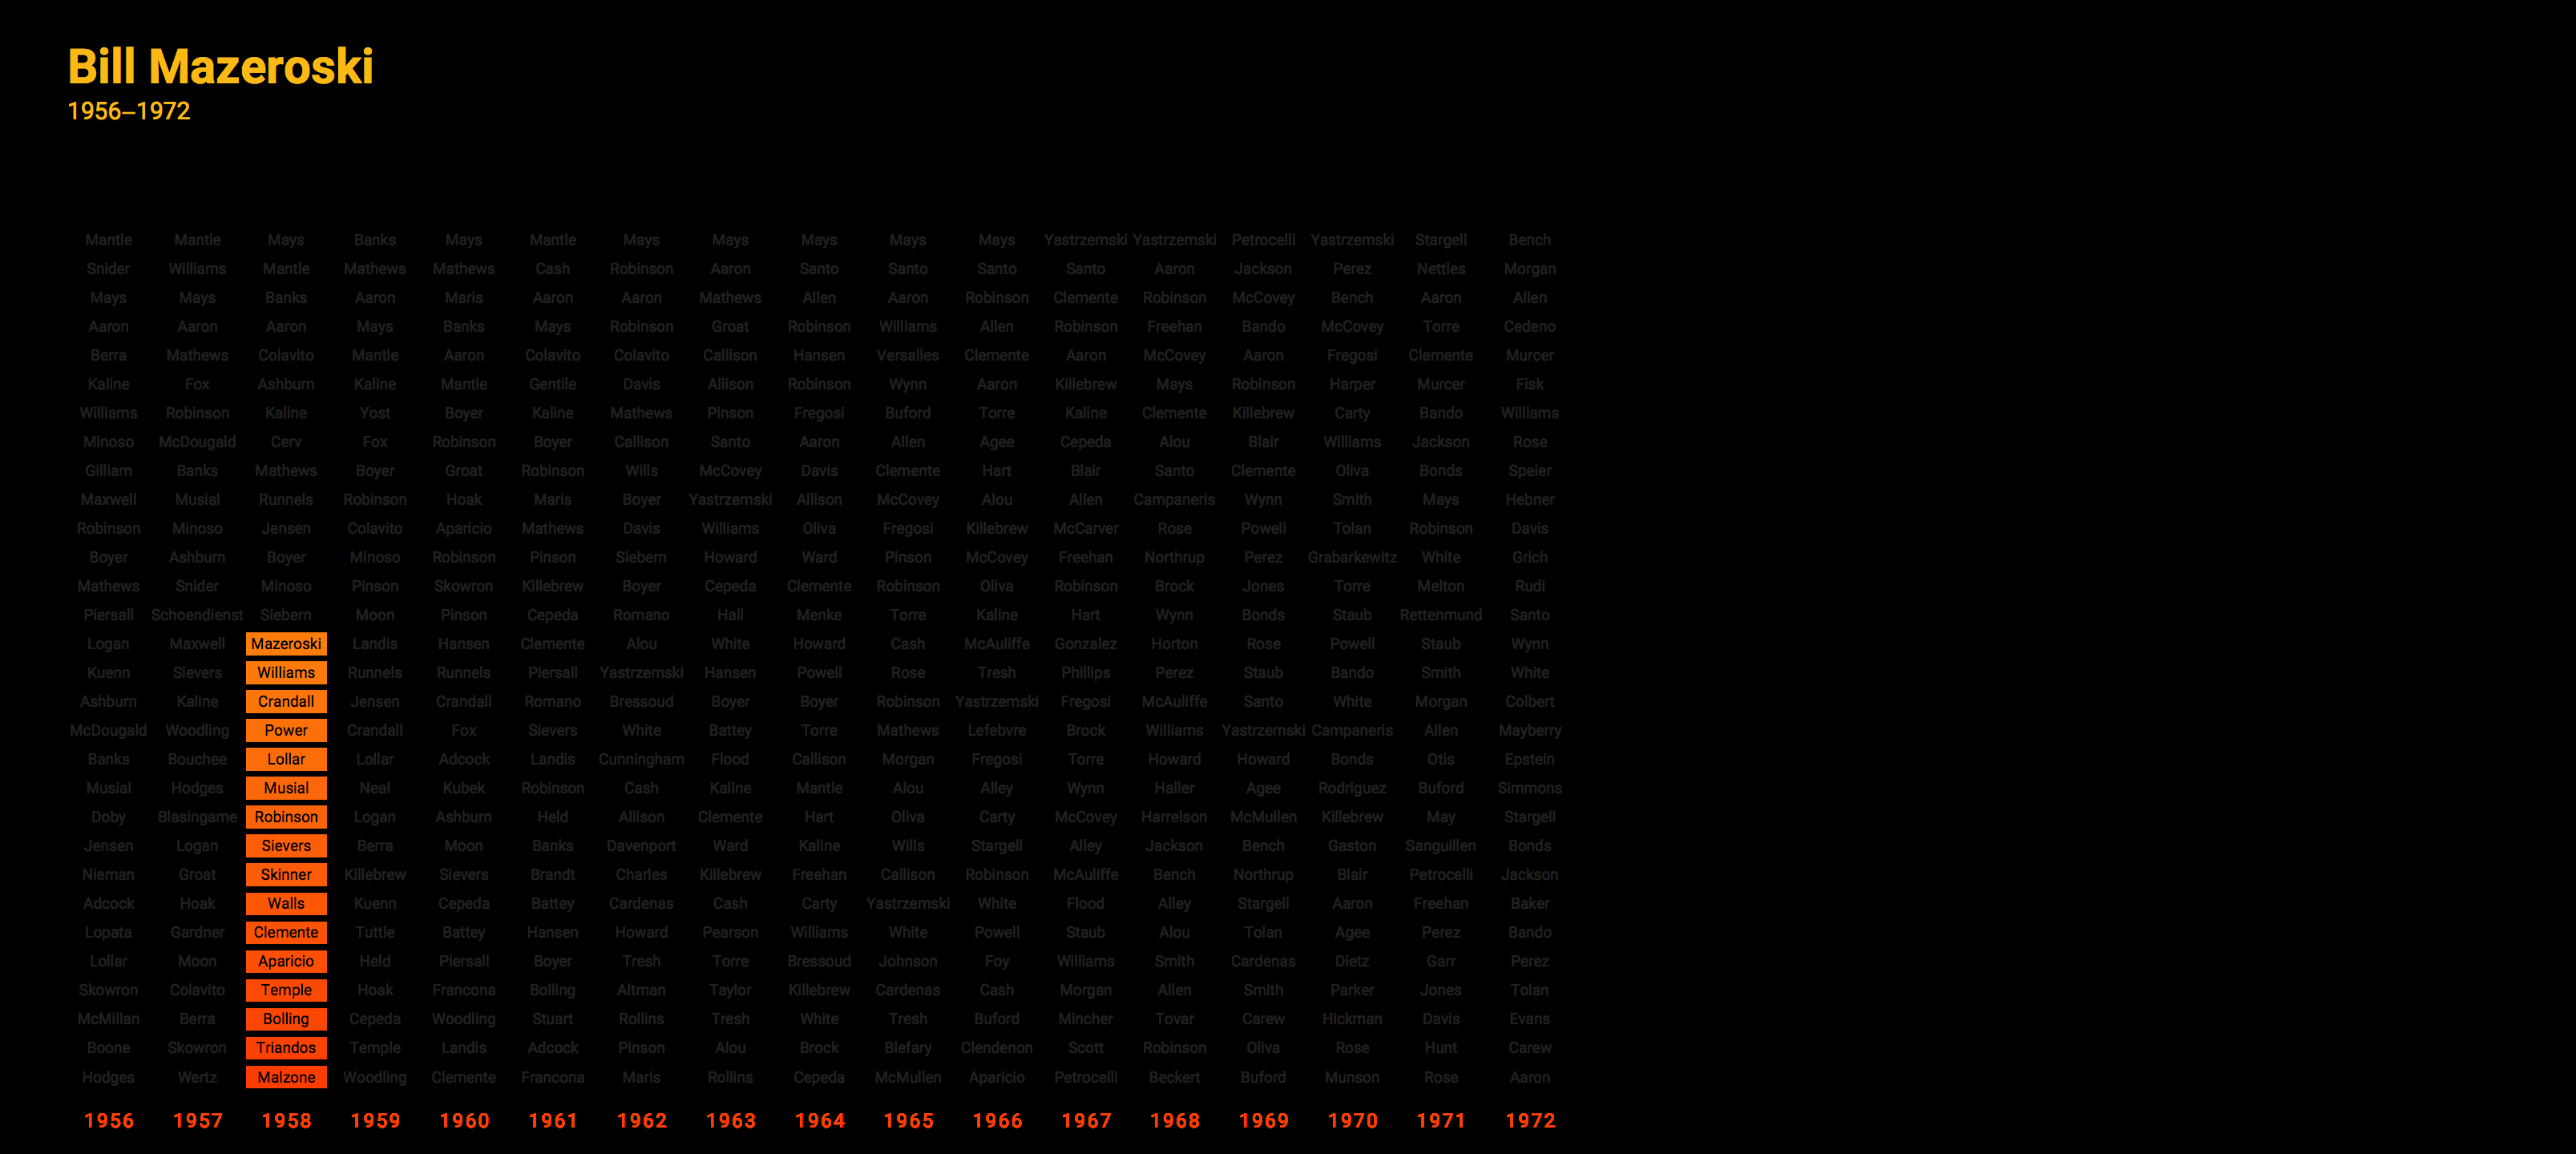 Bill Mazeroski
1956–1972
Mantle Mantle Mays Banks Mays Mantle Mays Mays Mays Mays Mays Yastrzemski Yastrzemski Petrocelli Yastrzemski Stargell Bench
Snider Williams Mantle Mathews Mathews Cash Robinson Aaron Santo Santo Santo Santo Aaron Jackson Perez Nettles Morgan
Mays Mays Banks Aaron Maris Aaron Aaron Mathews Allen Aaron Robinson Clemente Robinson McCovey Bench Aaron Allen
Aaron Aaron Aaron Mays Banks Mays Robinson Groat Robinson Williams Allen Robinson Freehan Bando McCovey Torre Cedeno
Berra Mathews Colavito Mantle Aaron Colavito Colavito Callison Hansen Versalles Clemente Aaron McCovey Aaron Fregosi Clemente Murcer
Kaline Fox Ashburn Kaline Mantle Gentile Davis Allison Robinson Wynn Aaron Killebrew Mays Robinson Harper Murcer Fisk
Williams Robinson Kaline Yost Boyer Kaline Mathews Pinson Fregosi Buford Torre Kaline Clemente Killebrew Carty Bando Williams
Minoso McDougald Cerv Fox Robinson Boyer Callison Santo Aaron Allen Agee Cepeda Alou Blair Williams Jackson Rose
Gilliam Banks Mathews Boyer Groat Robinson Wills McCovey Davis Clemente Hart Blair Santo Clemente Oliva Bonds Speier
Maxwell Musial Runnels Robinson Hoak Maris Boyer Yastrzemski Allison McCovey Alou Allen Campaneris Wynn Smith Mays Hebner
Robinson Minoso Jensen Colavito Aparicio Mathews Davis Williams Oliva Fregosi Killebrew McCarver Rose Powell Tolan Robinson Davis
Boyer Ashburn Boyer Minoso Robinson Pinson Siebern Howard Ward Pinson McCovey Freehan Northrup Perez Grabarkewitz White Grich
Mathews Snider Minoso Pinson Skowron Killebrew Boyer Cepeda Clemente Robinson Oliva Robinson Brock Jones Torre Melton Rudi
Piersall Schoendienst Siebern Moon Pinson Cepeda Romano Hall Menke Torre Kaline Hart Wynn Bonds Staub Rettenmund Santo
Logan Maxwell Mazeroski Landis Hansen Clemente Alou White Howard Cash McAuliffe Gonzalez Horton Rose Powell Staub Wynn
Kuenn Sievers Williams Runnels Runnels Piersall Yastrzemski Hansen Powell Rose Tresh Phillips Perez Staub Bando Smith White
Ashburn Kaline Crandall Jensen Crandall Romano Bressoud Boyer Boyer Robinson Yastrzemski Fregosi McAuliffe Santo White Morgan Colbert
McDougald Woodling Power Crandall Fox Sievers White Battey Torre Mathews Lefebvre Brock Williams Yastrzemski Campaneris Allen Mayberry
Banks Bouchee Lollar Lollar Adcock Landis Cunningham Flood Callison Morgan Fregosi Torre Howard Howard Bonds Otis Epstein
Musial Hodges Musial Neal Kubek Robinson Cash Kaline Mantle Alou Alley Wynn Haller Agee Rodriguez Buford Simmons
Doby Blasingame Robinson Logan Ashburn Held Allison Clemente Hart Oliva Carty McCovey Harrelson McMullen Killebrew May Stargell
Jensen Logan Sievers Berra Moon Banks Davenport Ward Kaline Wills Stargell Alley Jackson Bench Gaston Sanguillen Bonds
Nieman Groat Skinner Killebrew Sievers Brandt Charles Killebrew Freehan Callison Robinson McAuliffe Bench Northrup Blair Petrocelli Jackson
Adcock Hoak Walls Kuenn Cepeda Battey Cardenas Cash Carty Yastrzemski White Flood Alley Stargell Aaron Freehan Baker
Lopata Gardner Clemente Tuttle Battey Hansen Howard Pearson Williams White Powell Staub Alou Tolan Agee Perez Bando
Lollar Moon Aparicio Held Piersall Boyer Tresh Torre Bressoud Johnson Foy Williams Smith Cardenas Dietz Garr Perez
Skowron Colavito Temple Hoak Francona Bolling Altman Taylor Killebrew Cardenas Cash Morgan Allen Smith Parker Jones Tolan
McMillan Berra Bolling Cepeda Woodling Stuart Rollins Tresh White Tresh Buford Mincher Tovar Carew Hickman Davis Evans
Boone Skowron Triandos Temple Landis Adcock Pinson Alou Brock Blefary Clendenon Scott Robinson Oliva Rose Hunt Carew
Hodges Wertz Malzone Woodling Clemente Francona Maris Rollins Cepeda McMullen Aparicio Petrocelli Beckert Buford Munson Rose Aaron
1956 1957 1958 1959 1960 1961 1962 1963 1964 1965 1966 1967 1968 1969 1970 1971 1972